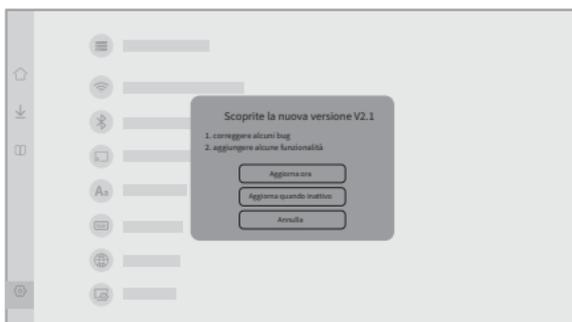 Scoprite la nuova versione V2.1
1. correggere alcuni bug
2. aggiungere alcune funzionalità
Aggiorna ora
Aggiorna quando inattivo
Annulla
Aa